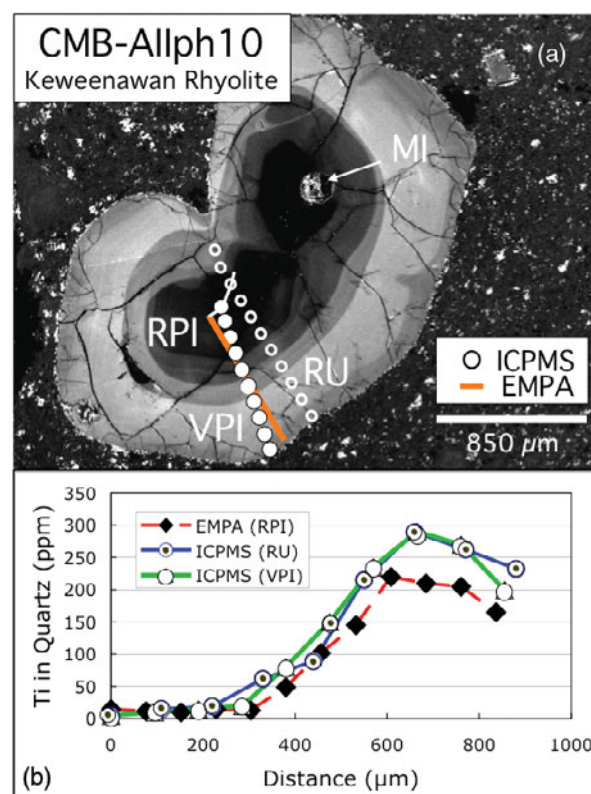 CMB-AIIph10
Keweenawan Rhyolite
(a)
MI
RPI
RU
VPI
ICPMS
EMPA
850 µm
350
300
250
200
150
100
50
0
Ti in Quartz (ppm)
EMPA (RPI)
ICPMS (RU)
ICPMS (VPI)
0 200 400 600 800 1000
(b)
Distance (µm)